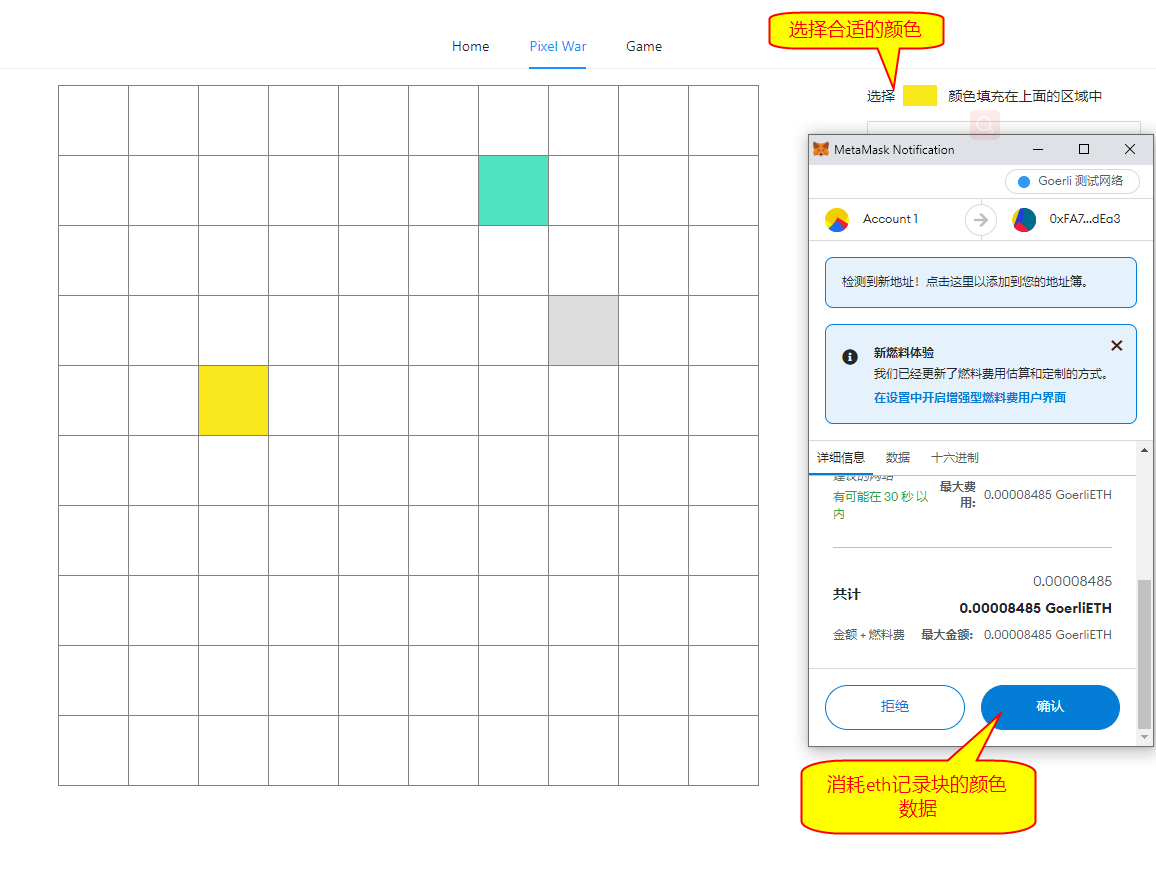 Home Pixel War Game
选择合适的颜色
选择 颜色填充在上面的区域中
MetaMask Notification
Goerli 测试网络
Account 1 0xFA7...dEa3
检测到新地址！点击这里以添加到您的地址簿。
新燃料体验
我们已经更新了燃料费用估算和定制的方式。
在设置中开启增强型燃料费用户界面
详细信息 数据 十六进制
建议的网络
有可能在 30 秒以
内
最大费
用:
0.00008485 GoerliETH
0.00008485
共计
0.00008485 GoerliETH
金额 + 燃料费 最大金额: 0.00008485 GoerliETH
拒绝 确认
消耗eth记录块的颜色
数据